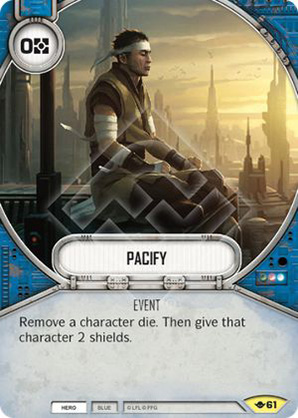 0
PACIFY
EVENT
Remove a character die. Then give that
character 2 shields.
HERO BLUE © LFL © FFG 61